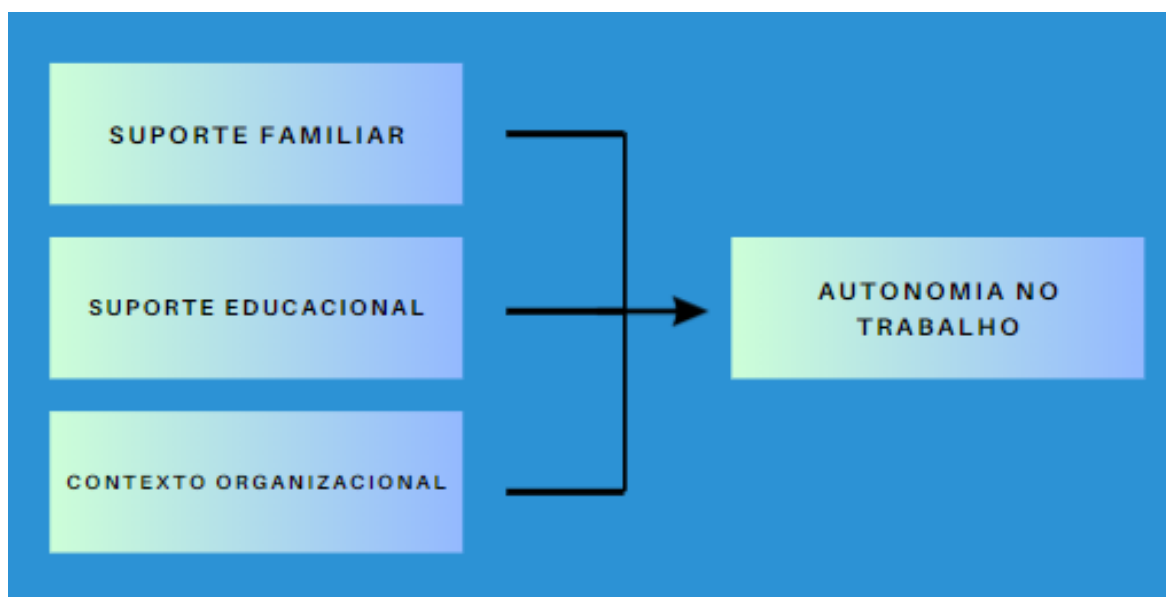 SUPORTE FAMILIAR
SUPORTE EDUCACIONAL
CONTEXTO ORGANIZACIONAL
AUTONOMIA NO
TRABALHO